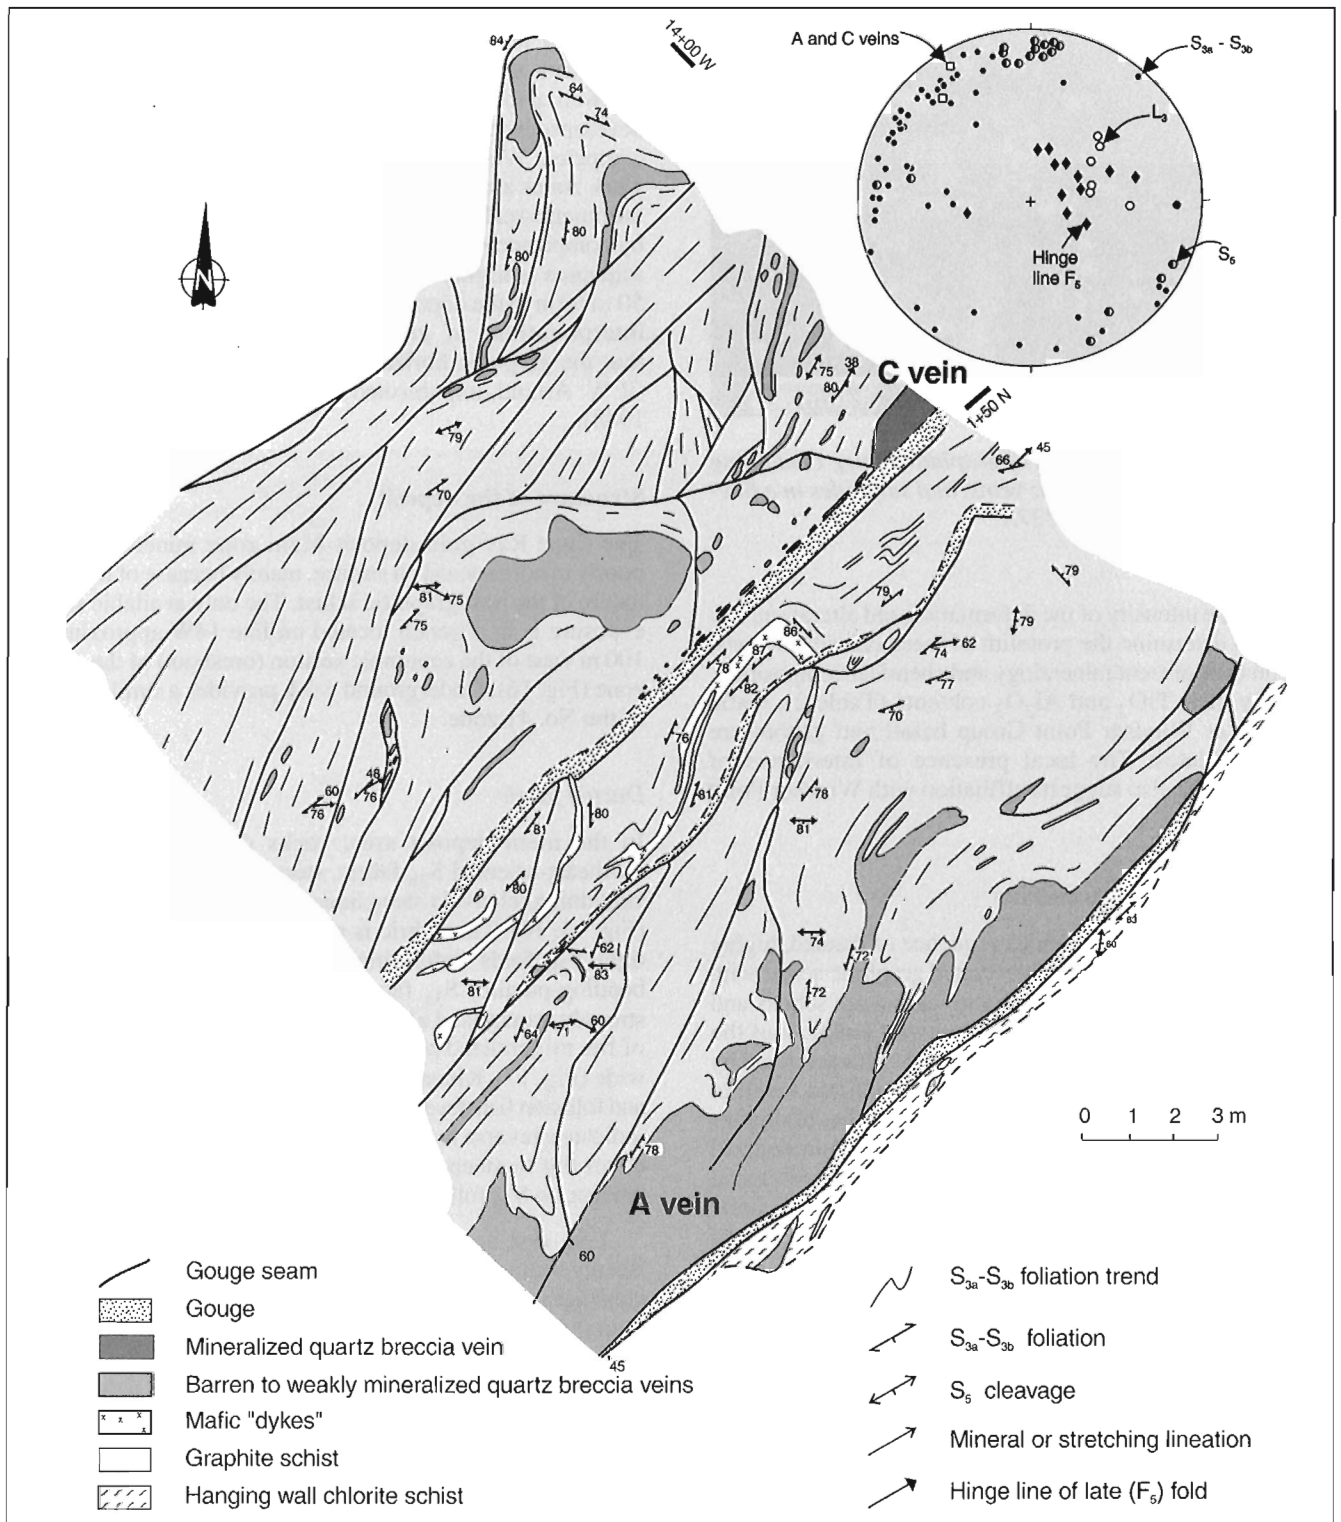 84
14+00 W
A and C veins
S3a - S3b
64
74
L3
80
80
N
Hinge
line F5
S5
75
38
80
C vein
1+50 N
79
66
45
70
79
81
75
79
79
75
86
62
74
87
78
82
77
70
76
48
76
60
76
81
78
80
81
81
80
83
60
74
62
72
83
81
72
60
64
71
78
0 1 2 3 m
A vein
60
45
Gouge seam
Gouge
Mineralized quartz breccia vein
Barren to weakly mineralized quartz breccia veins
Mafic "dykes"
Graphite schist
Hanging wall chlorite schist
S3a-S3b foliation trend
S3a-S3b foliation
S5 cleavage
Mineral or stretching lineation
Hinge line of late (F5) fold